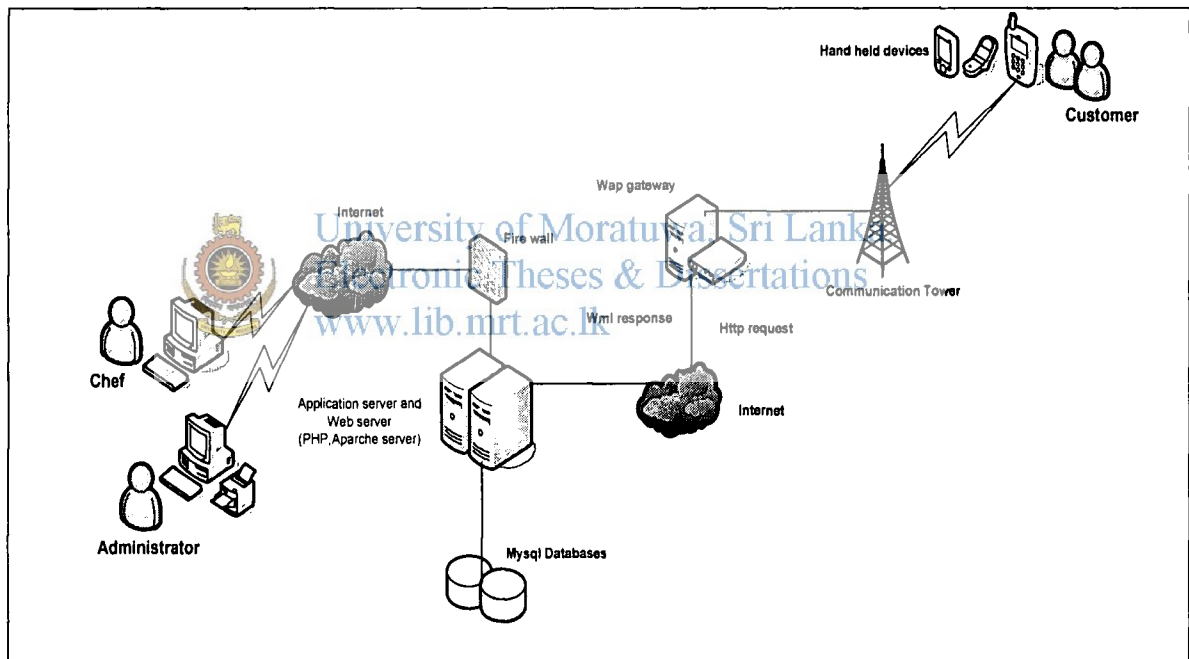 Hand held devices
Customer
Wap gateway
Internet
Fire wall
University of Moratuwa, Sri Lanka
Electronic Theses & Dissertations
www.lib.mrt.ac.lk
Communication Tower
Wml response
Http request
Chef
Application server and
Web server
(PHP,Aparche server)
Internet
Administrator
Mysql Databases